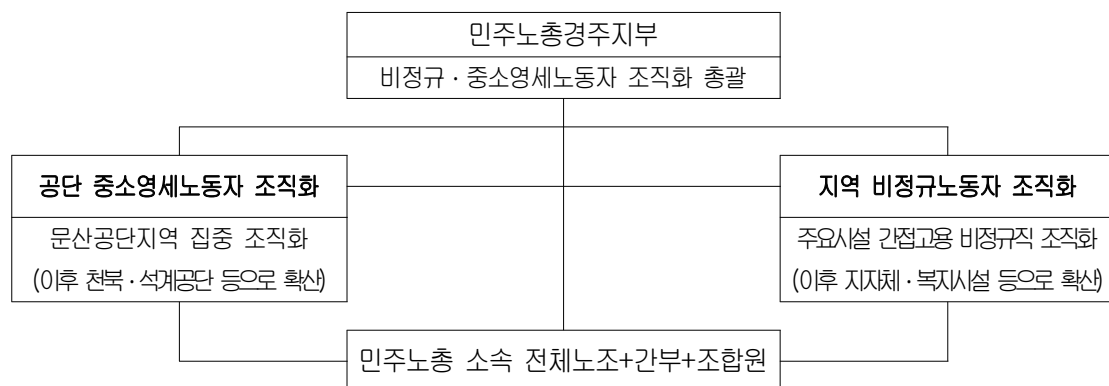 민주노총경주지부
비정규·중소영세노동자 조직화 총괄
공단 중소영세노동자 조직화
문산공단지역 집중 조직화
(이후 천북·석계공단 등으로 확산)
지역 비정규노동자 조직화
주요시설 간접고용 비정규직 조직화
(이후 지자체·복지시설 등으로 확산)
민주노총 소속 전체노조+간부+조합원